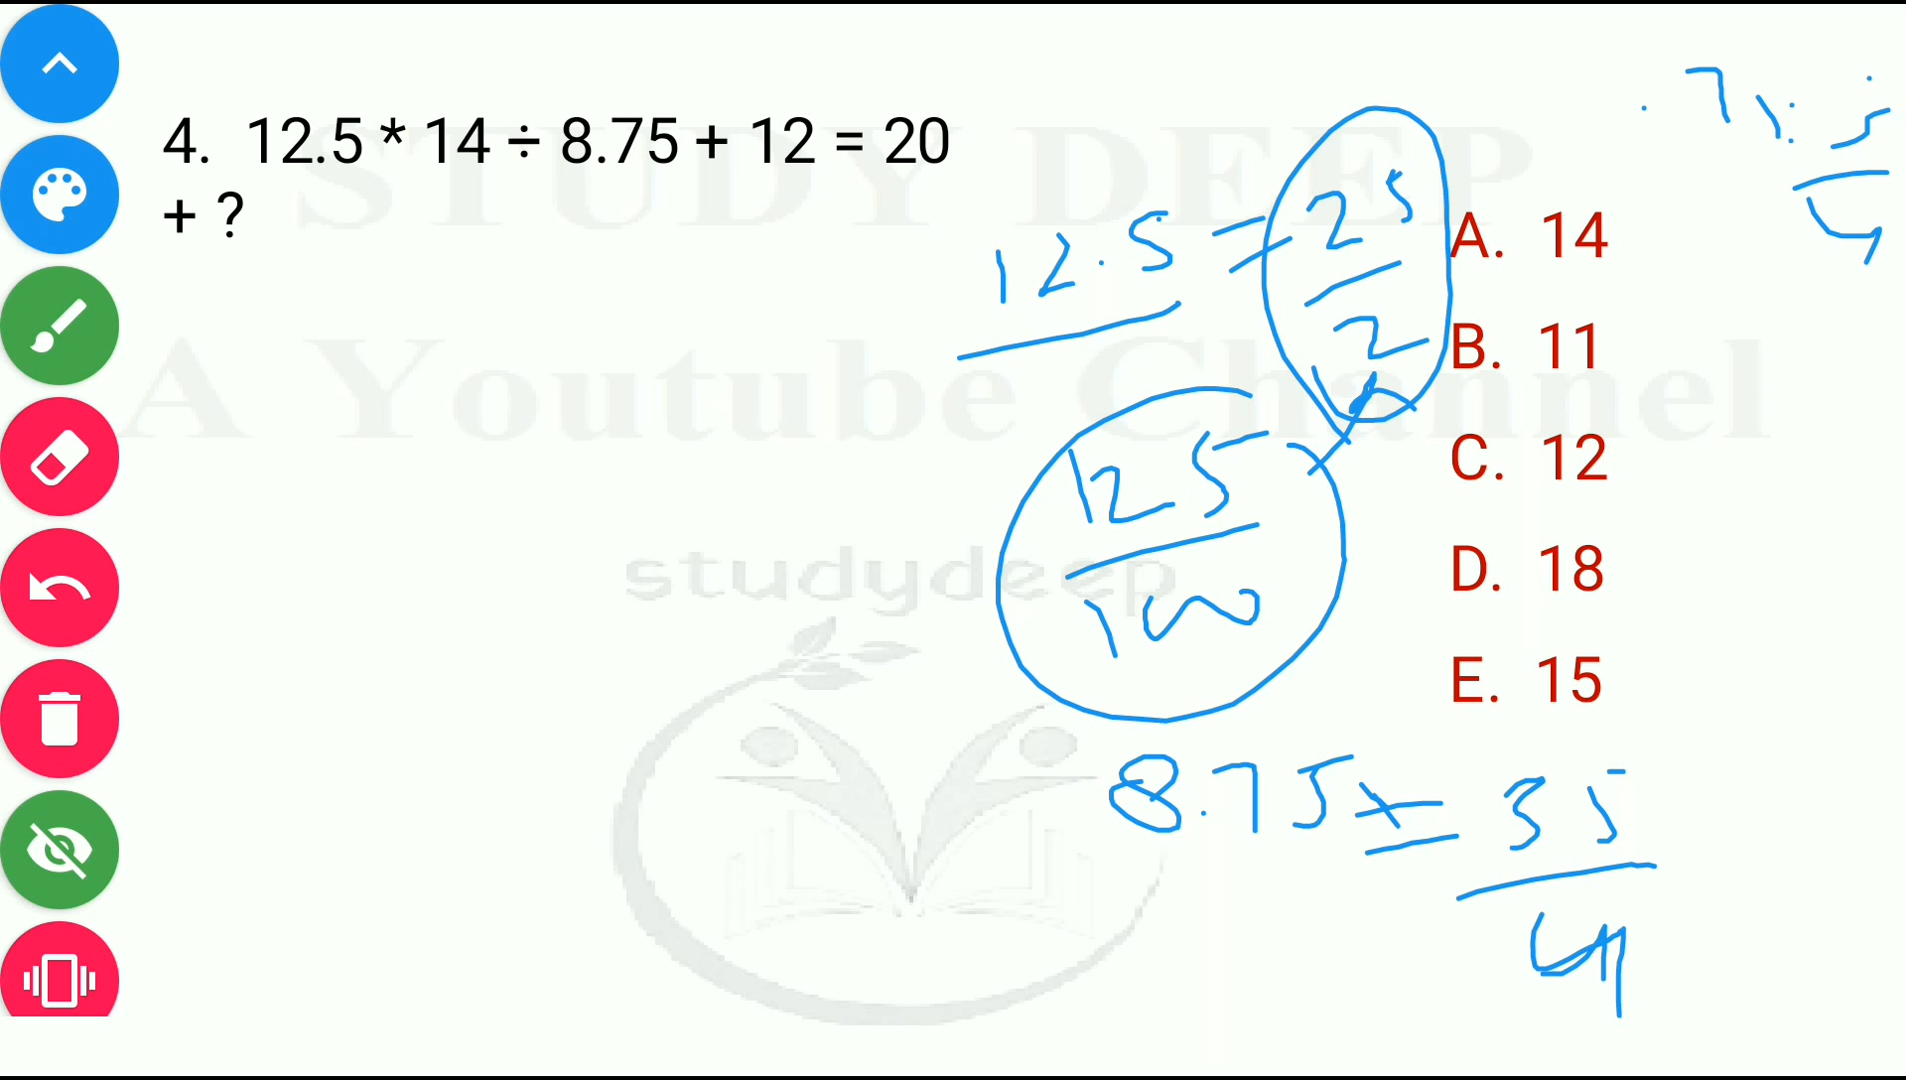 4. 12.5 * 14 ÷ 8.75 + 12 = 20
+ ?
STUDY DEEP
A Youtube Channel
studydeep
A. 14
B. 11
C. 12
D. 18
E. 15
12.5 = 25
2
125
100
8.75 = 35
4